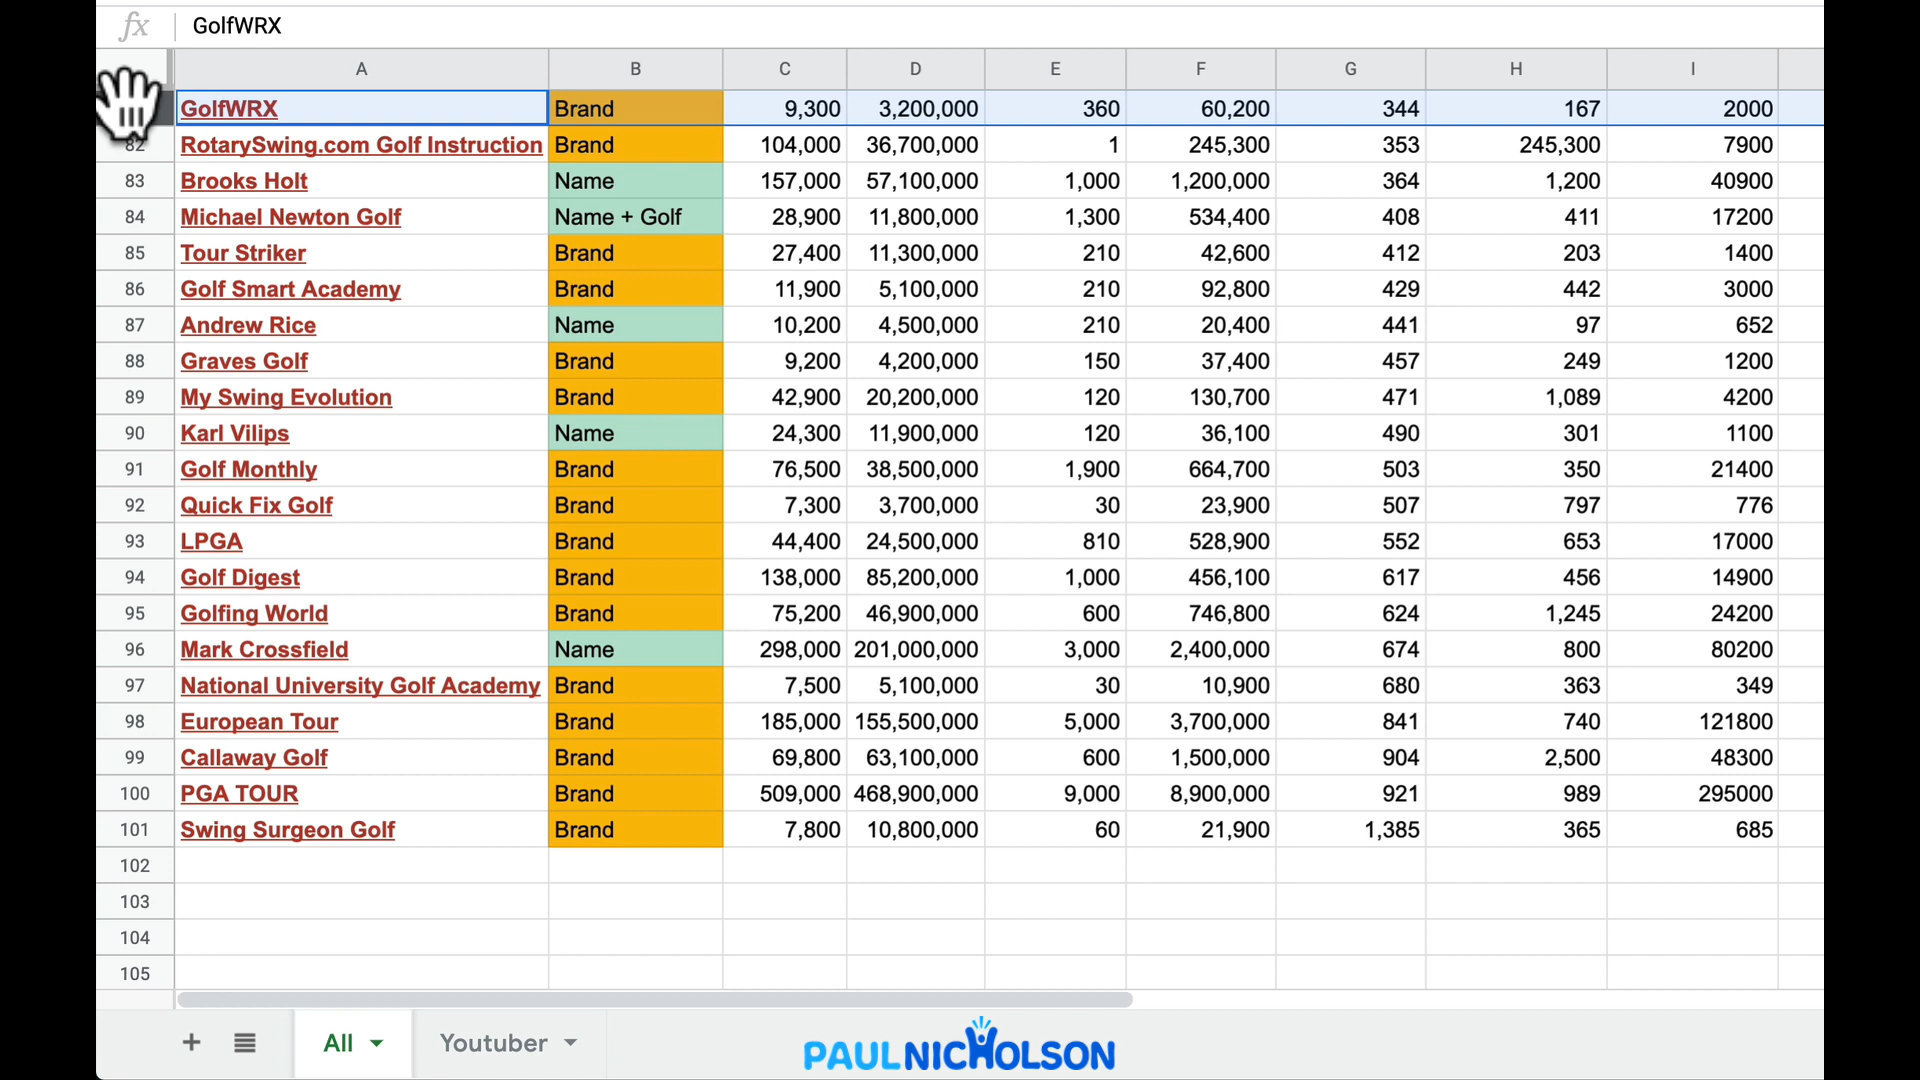 fx GolfWRX
A B C D E F G H I
GolfWRX Brand 9,300 3,200,000 360 60,200 344 167 2000
82 RotarySwing.com Golf Instruction Brand 104,000 36,700,000 1 245,300 353 245,300 7900
83 Brooks Holt Name 157,000 57,100,000 1,000 1,200,000 364 1,200 40900
84 Michael Newton Golf Name + Golf 28,900 11,800,000 1,300 534,400 408 411 17200
85 Tour Striker Brand 27,400 11,300,000 210 42,600 412 203 1400
86 Golf Smart Academy Brand 11,900 5,100,000 210 92,800 429 442 3000
87 Andrew Rice Name 10,200 4,500,000 210 20,400 441 97 652
88 Graves Golf Brand 9,200 4,200,000 150 37,400 457 249 1200
89 My Swing Evolution Brand 42,900 20,200,000 120 130,700 471 1,089 4200
90 Karl Vilips Name 24,300 11,900,000 120 36,100 490 301 1100
91 Golf Monthly Brand 76,500 38,500,000 1,900 664,700 503 350 21400
92 Quick Fix Golf Brand 7,300 3,700,000 30 23,900 507 797 776
93 LPGA Brand 44,400 24,500,000 810 528,900 552 653 17000
94 Golf Digest Brand 138,000 85,200,000 1,000 456,100 617 456 14900
95 Golfing World Brand 75,200 46,900,000 600 746,800 624 1,245 24200
96 Mark Crossfield Name 298,000 201,000,000 3,000 2,400,000 674 800 80200
97 National University Golf Academy Brand 7,500 5,100,000 30 10,900 680 363 349
98 European Tour Brand 185,000 155,500,000 5,000 3,700,000 841 740 121800
99 Callaway Golf Brand 69,800 63,100,000 600 1,500,000 904 2,500 48300
100 PGA TOUR Brand 509,000 468,900,000 9,000 8,900,000 921 989 295000
101 Swing Surgeon Golf Brand 7,800 10,800,000 60 21,900 1,385 365 685
102
103
104
105
+ All Youtuber PAULNICHOLSON